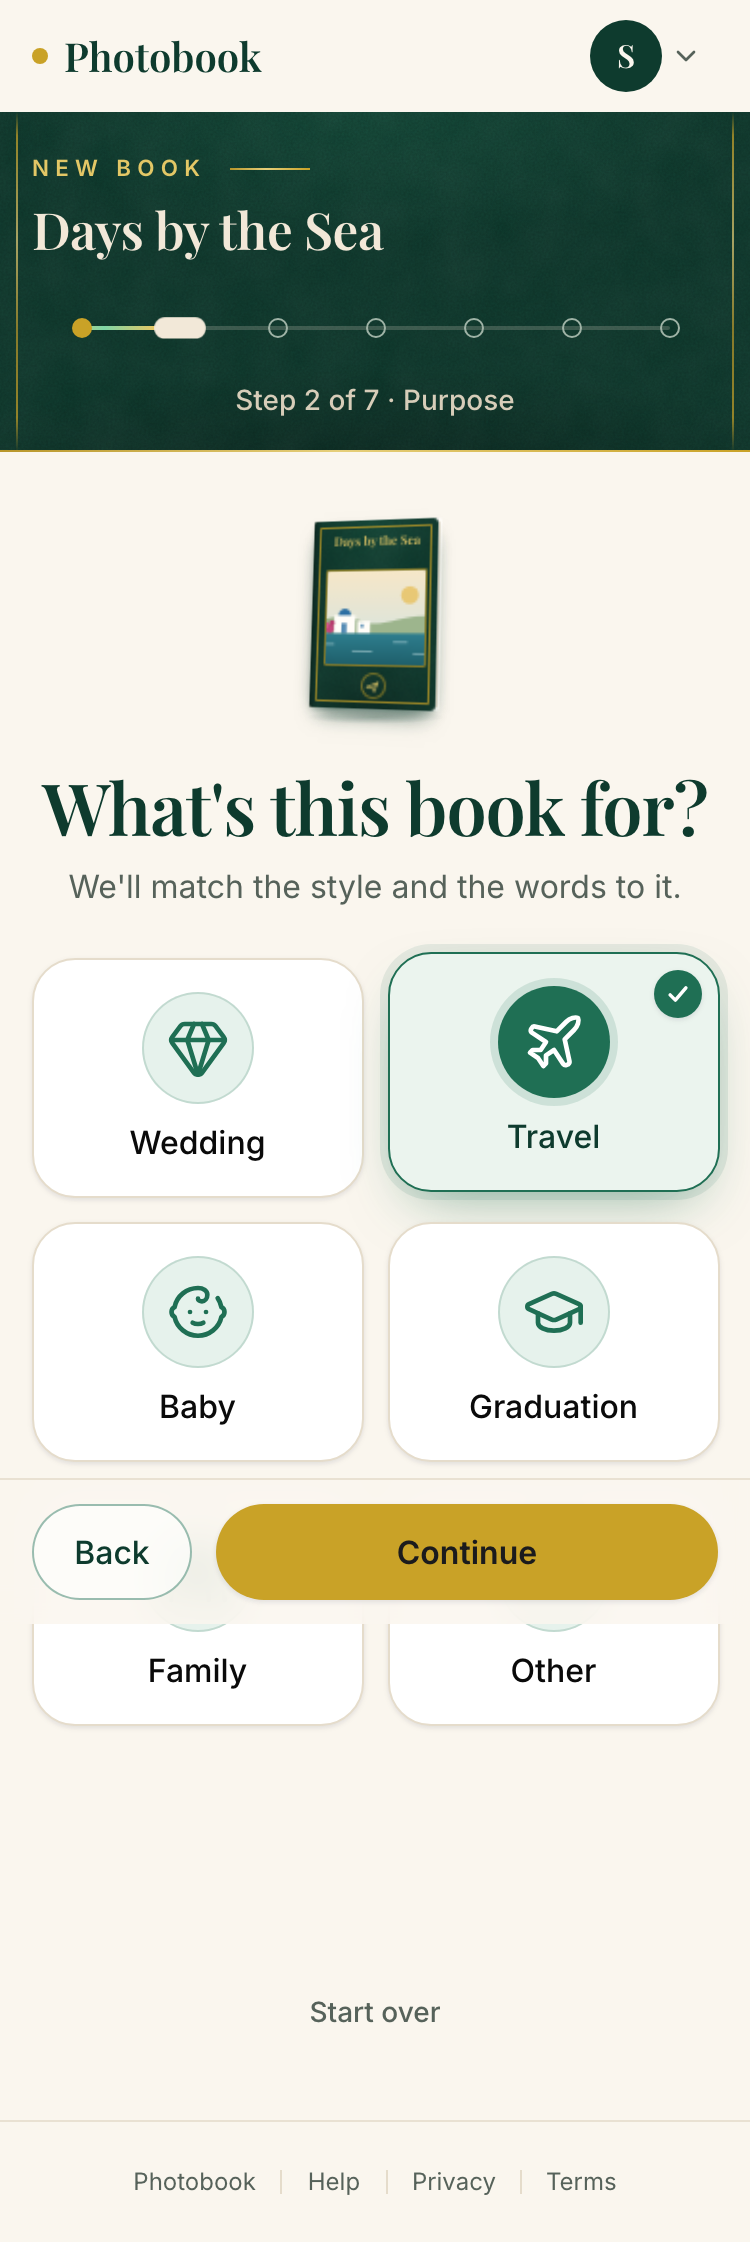 Photobook
S
NEW BOOK
Days by the Sea
Step 2 of 7 · Purpose
Days by the Sea
What's this book for?
We'll match the style and the words to it.
Wedding
Travel
Baby
Graduation
Back
Continue
Family
Other
Start over
Photobook
Help
Privacy
Terms